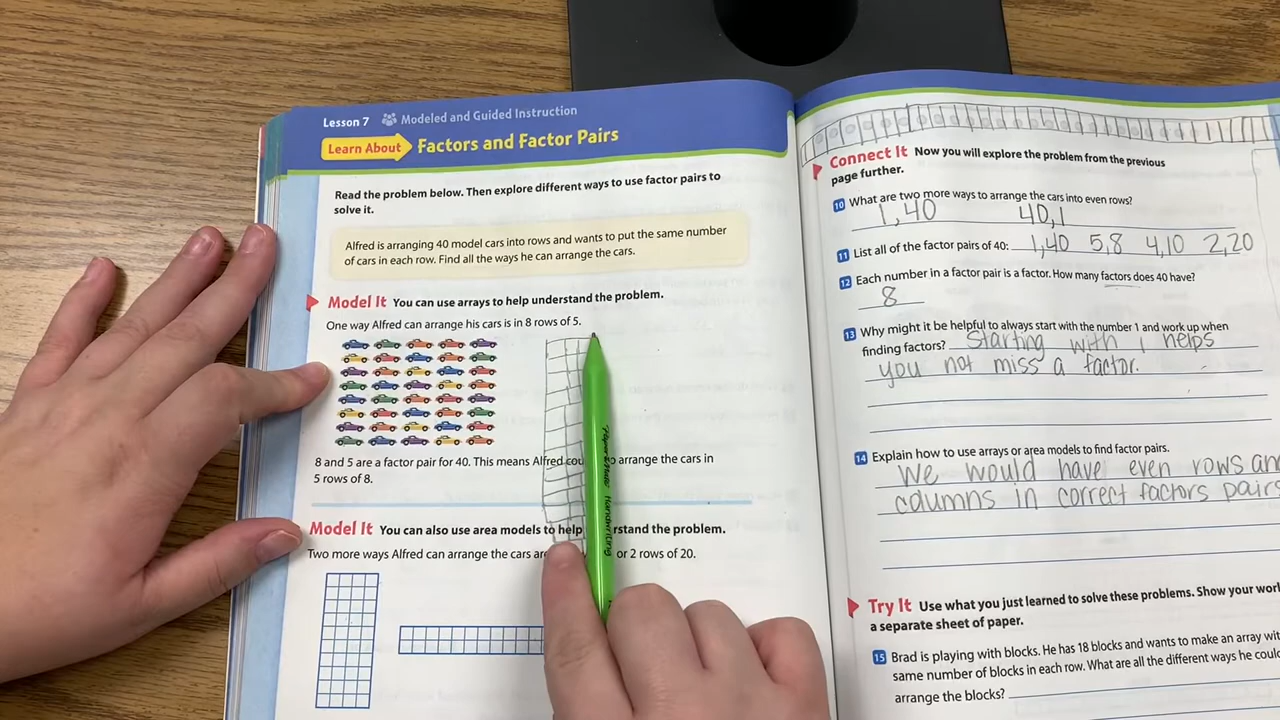 Lesson 7 Modeled and Guided Instruction
Learn About Factors and Factor Pairs
Read the problem below. Then explore different ways to use factor pairs to
solve it.
Alfred is arranging 40 model cars into rows and wants to put the same number
of cars in each row. Find all the ways he can arrange the cars.
Model It You can use arrays to help understand the problem.
One way Alfred can arrange his cars is in 8 rows of 5.
8 and 5 are a factor pair for 40. This means Alfred arrange the cars in
5 rows of 8.
Model It You can also use area models to help the problem.
Two more ways Alfred can arrange the cars or 2 rows of 20.
Connect It Now you will explore the problem from the previous
page further.
10 What are two more ways to arrange the cars into even rows?
1,40 40,1
11 List all of the factor pairs of 40: 1,40 5,8 4,10 2,20
12 Each number in a factor pair is a factor. How many factors does 40 have?
8
13 Why might it be helpful to always start with the number 1 and work up when
finding factors? Starting with 1 helps
you not miss a factor.
14 Explain how to use arrays or area models to find factor pairs.
We would have even rows an
columns in correct factors pairs
Try It Use what you just learned to solve these problems. Show your wor
a separate sheet of paper.
15 Brad is playing with blocks. He has 18 blocks and wants to make an array wit
same number of blocks in each row. What are all the different ways he coul
arrange the blocks?
Handwriting